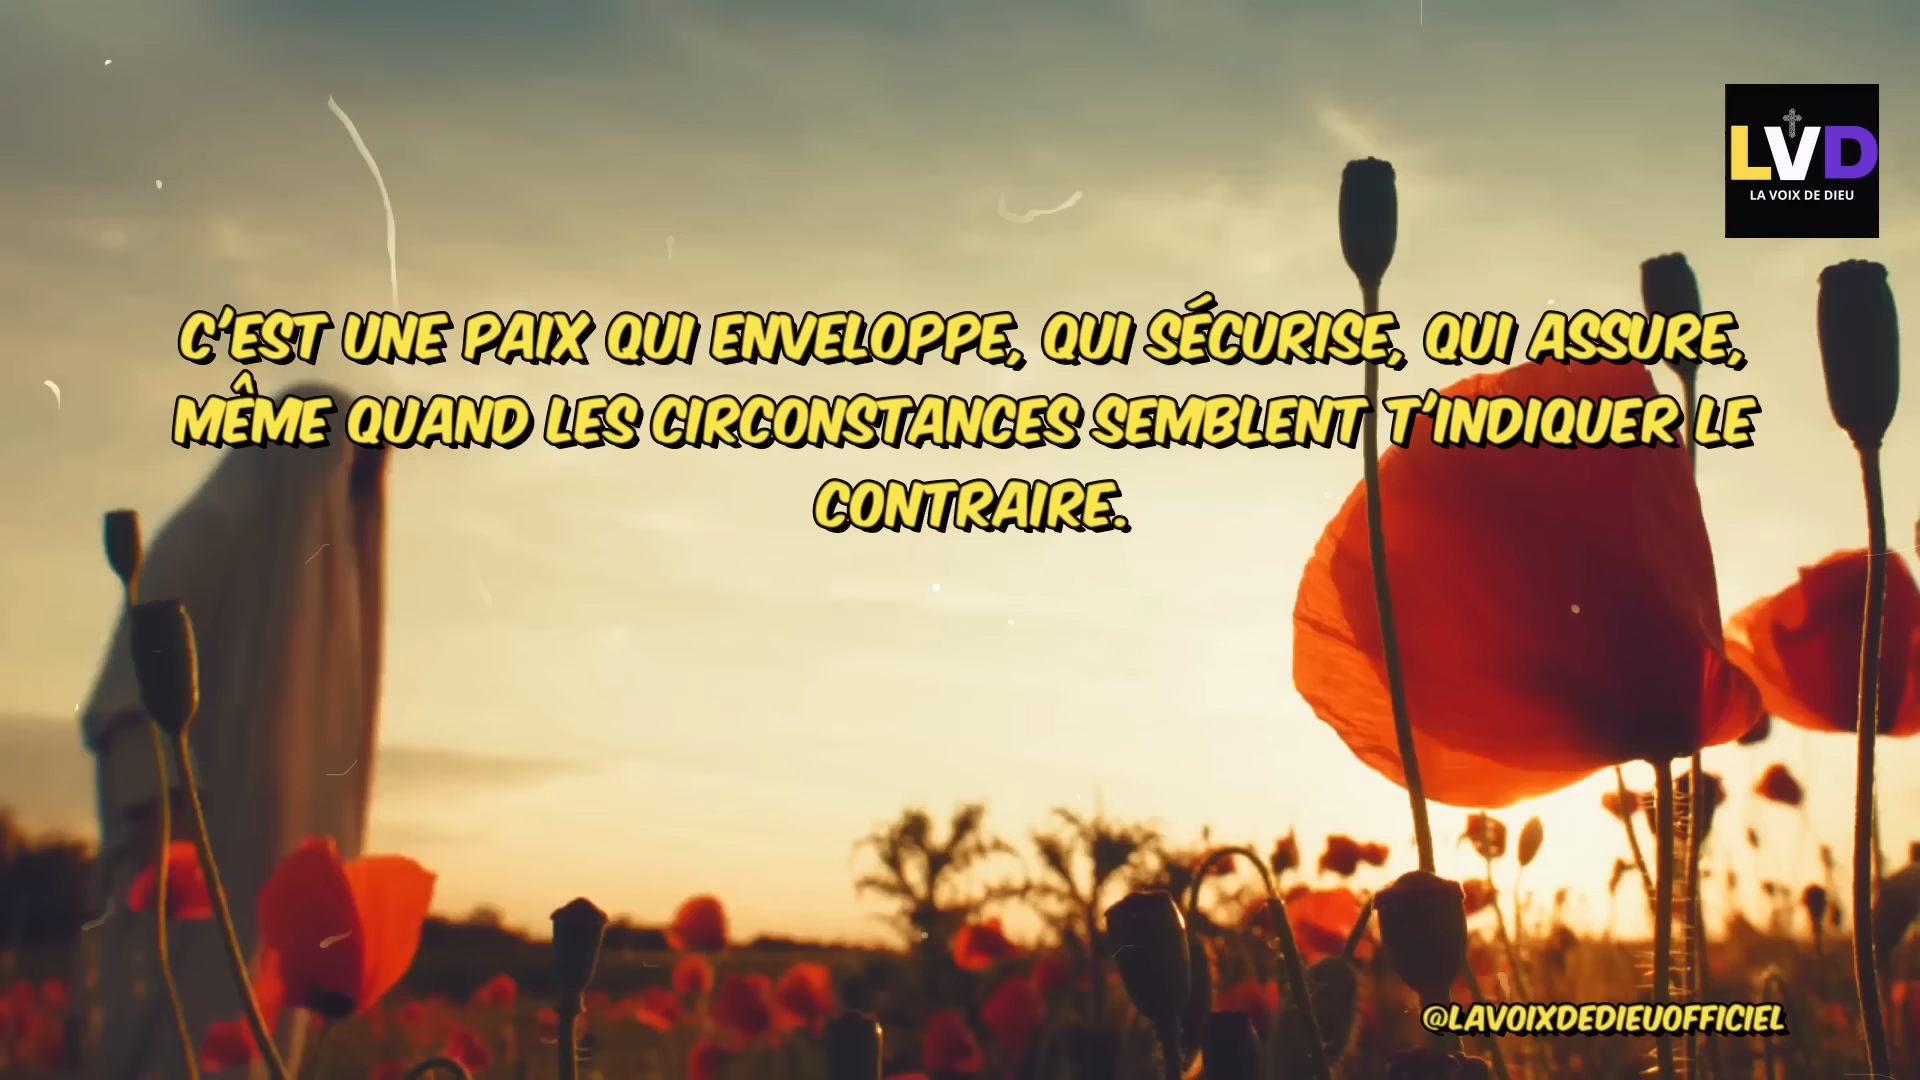 LVD
LA VOIX DE DIEU
C'EST UNE PAIX QUI ENVELOPPE, QUI SÉCURISE, QUI ASSURE,
MÊME QUAND LES CIRCONSTANCES SEMBLENT T'INDIQUER LE
CONTRAIRE.
@LAVOIXDEDIEUOFFICIEL